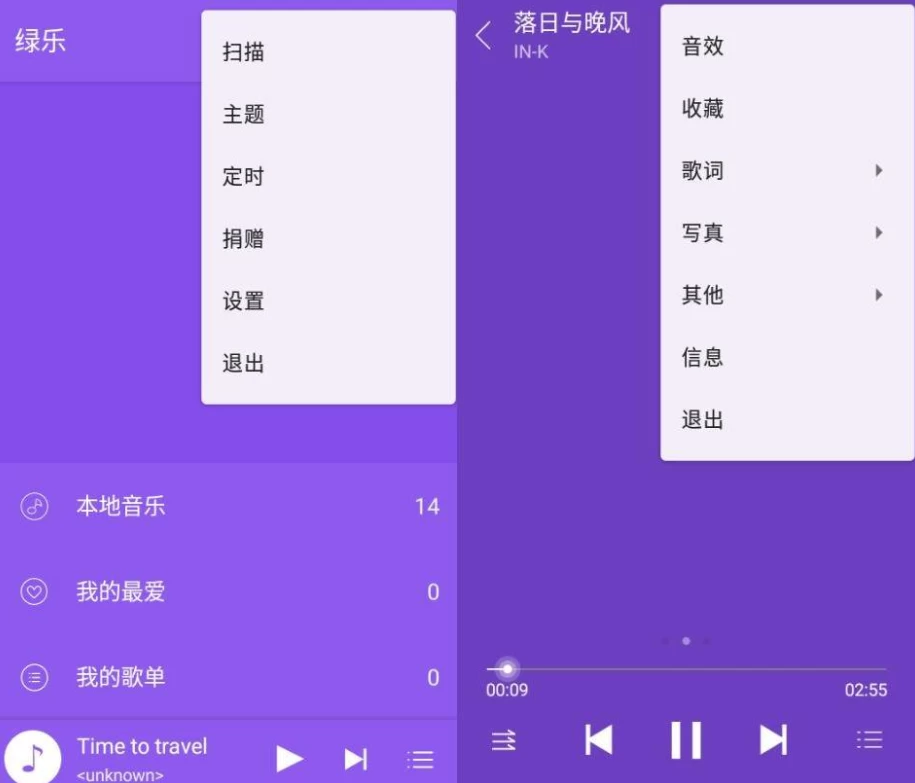 绿乐
扫描
主题
定时
捐赠
设置
退出
本地音乐 14
我的最爱 0
我的歌单 0
Time to travel
<unknown>
落日与晚风
IN-K
音效
收藏
歌词
写真
其他
信息
退出
00:09 02:55